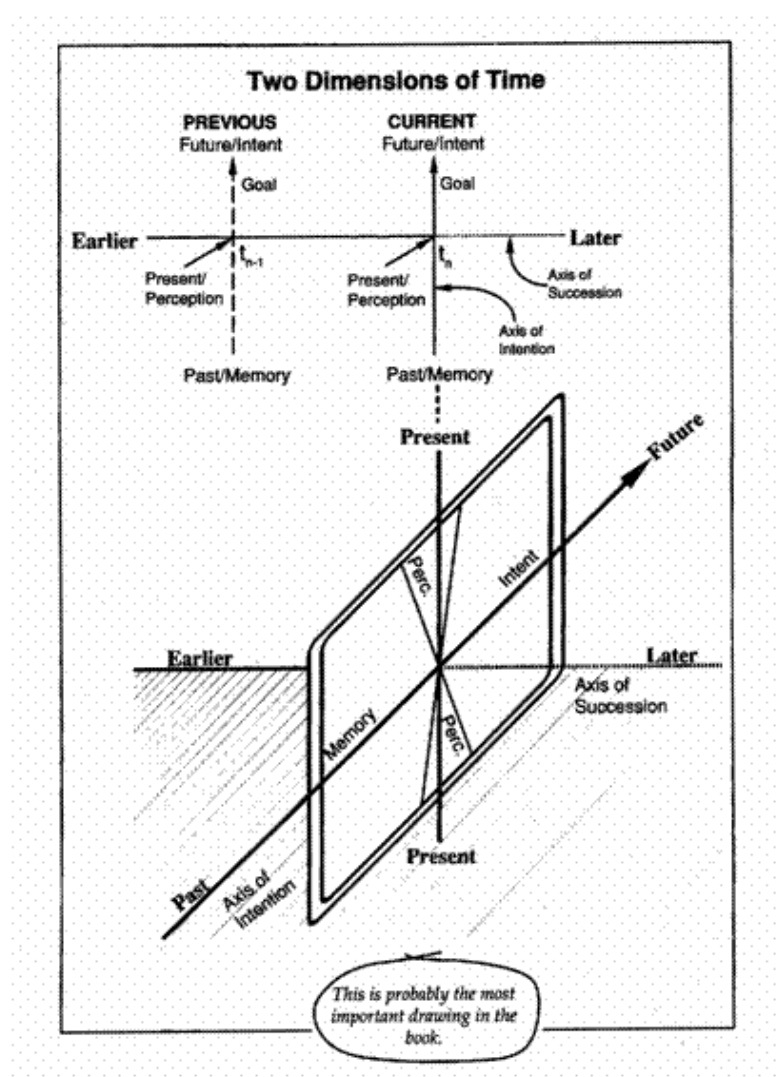 Two Dimensions of Time
PREVIOUS
Future/Intent
Goal
CURRENT
Future/Intent
Goal
Earlier
Later
tn-1
tn
Present/
Perception
Present/
Perception
Axis of
Succession
Axis of
Intention
Past/Memory
Past/Memory
Present
Future
Perc.
Intent
Earlier
Later
Axis of
Succession
Memory
Perc.
Present
Past
Axis of
Intention
This is probably the most
important drawing in the
book.